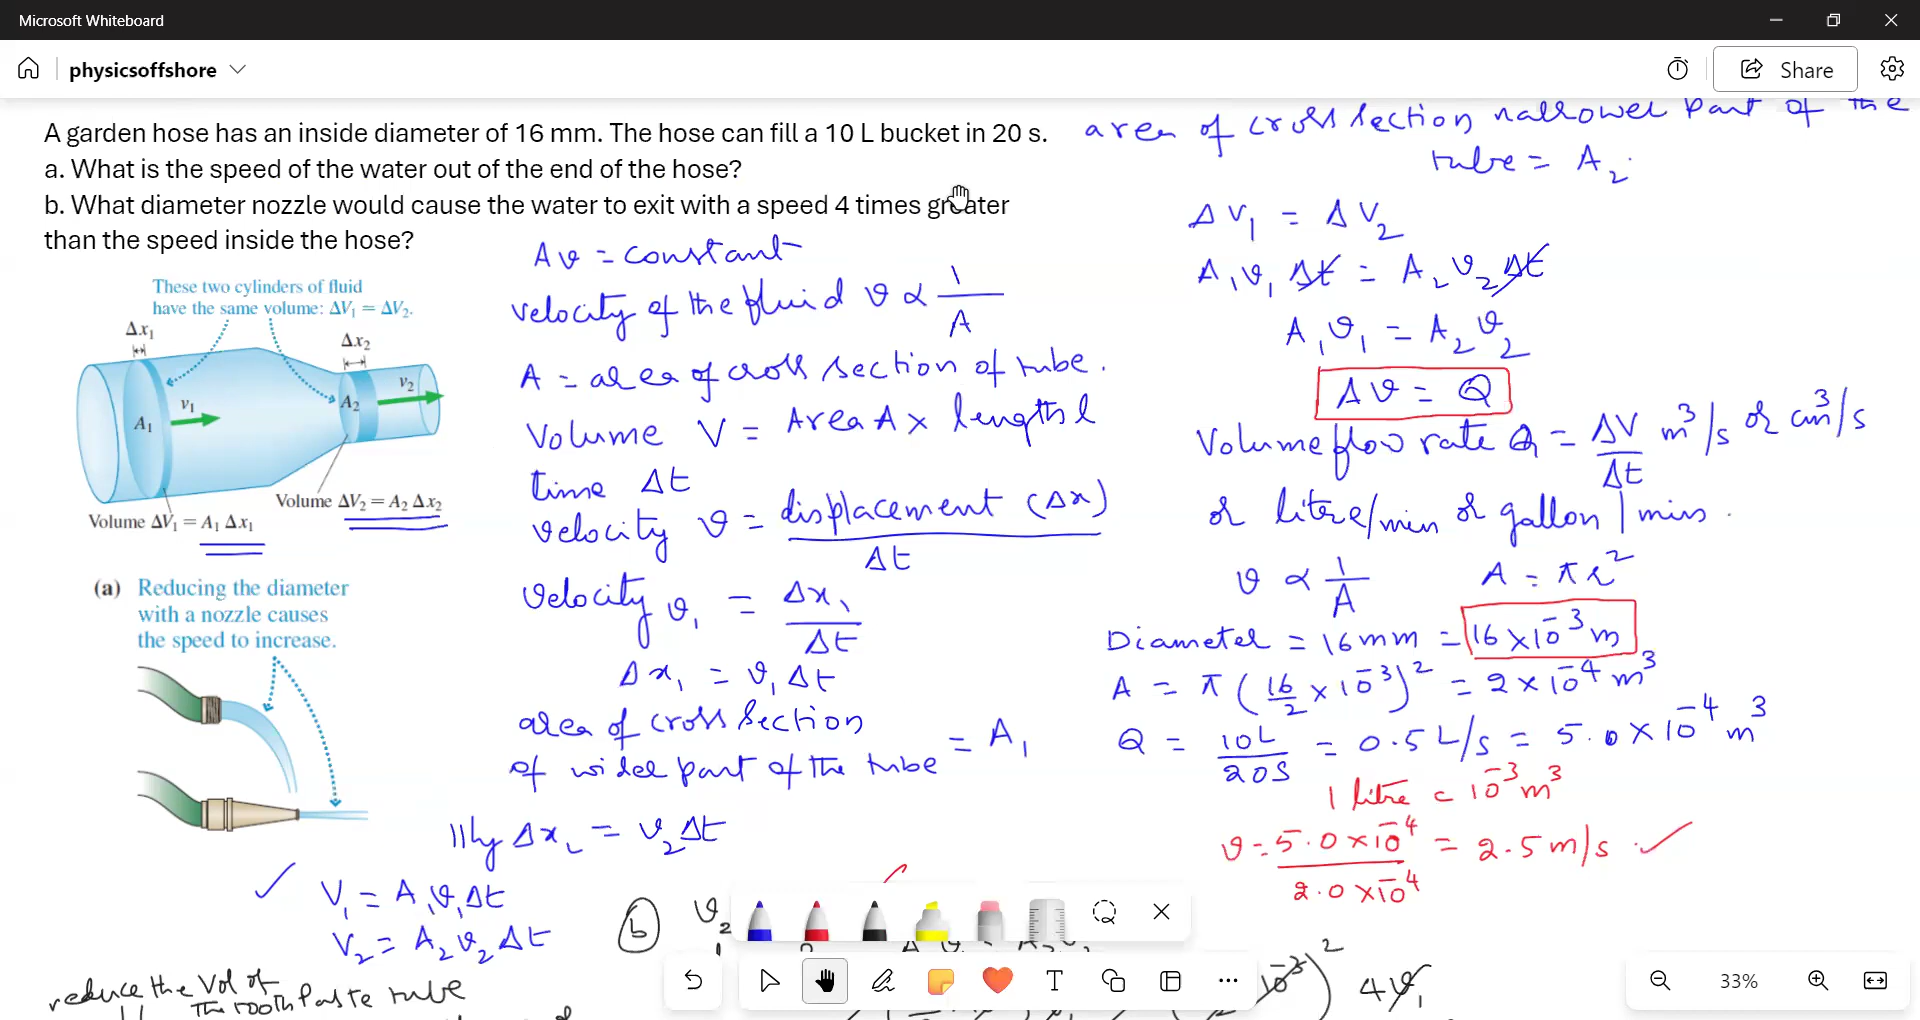 Microsoft Whiteboard
physicsoffshore
Share
A garden hose has an inside diameter of 16 mm. The hose can fill a 10 L bucket in 20 s.
a. What is the speed of the water out of the end of the hose?
b. What diameter nozzle would cause the water to exit with a speed 4 times greater
than the speed inside the hose?
These two cylinders of fluid
have the same volume: ΔV₁ = ΔV₂.
Δx₁
Δx₂
v₁
v₂
A₁
A₂
Volume ΔV₂ = A₂ Δx₂
Volume ΔV₁ = A₁ Δx₁
(a) Reducing the diameter
with a nozzle causes
the speed to increase.
Av = constant
velocity of the fluid v ∝ 1/A
A = area of cross section of tube.
Volume V = Area A × length l
time Δt
velocity v = displacement (Δx)/Δt
velocity v₁ = Δx₁/Δt
Δx₁ = v₁Δt
area of cross section
of wider part of the tube = A₁
lly Δx₂ = v₂Δt
V₁ = A₁v₁Δt
V₂ = A₂v₂Δt
reduce the Vol of
the tooth paste tube
area of cross section narrower part of the
tube = A₂.
ΔV₁ = ΔV₂
A₁v₁Δt = A₂v₂Δt
A₁v₁ = A₂v₂
Av = Q
Volume flow rate Q = ΔV/Δt m³/s or cm³/s
or litre/min or gallon/min.
v ∝ 1/A A = πr²
Diameter = 16mm = 16×10⁻³m
A = π(16/2 × 10⁻³)² = 2×10⁻⁴ m³
Q = 10L/20S = 0.5 L/s = 5.0×10⁻⁴ m³
1 litre = 10⁻³m³
v = 5.0×10⁻⁴/2.0×10⁻⁴ = 2.5 m/s
(b) v₂
10⁻³)² 4v₁
33%